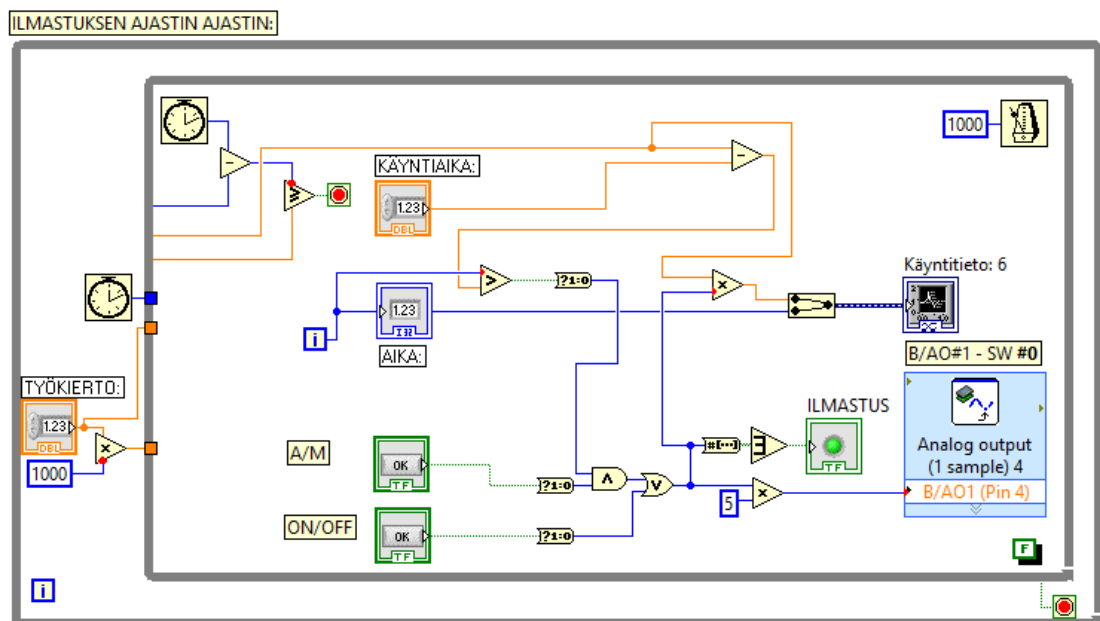 ILMASTUKSEN AJASTIN AJASTIN:
1000
KÄYNTIAIKA:
1.23
DBL
?1:0
Käyntitieto: 6
1.23
I32
i
AIKA:
B/AO#1 - SW #0
TYÖKIERTO:
1.23
DBL
1000
ILMASTUS
TF
Analog output
(1 sample) 4
B/AO1 (Pin 4)
A/M
OK
TF
?1:0
#[...]
5
ON/OFF
OK
TF
?1:0
F
i